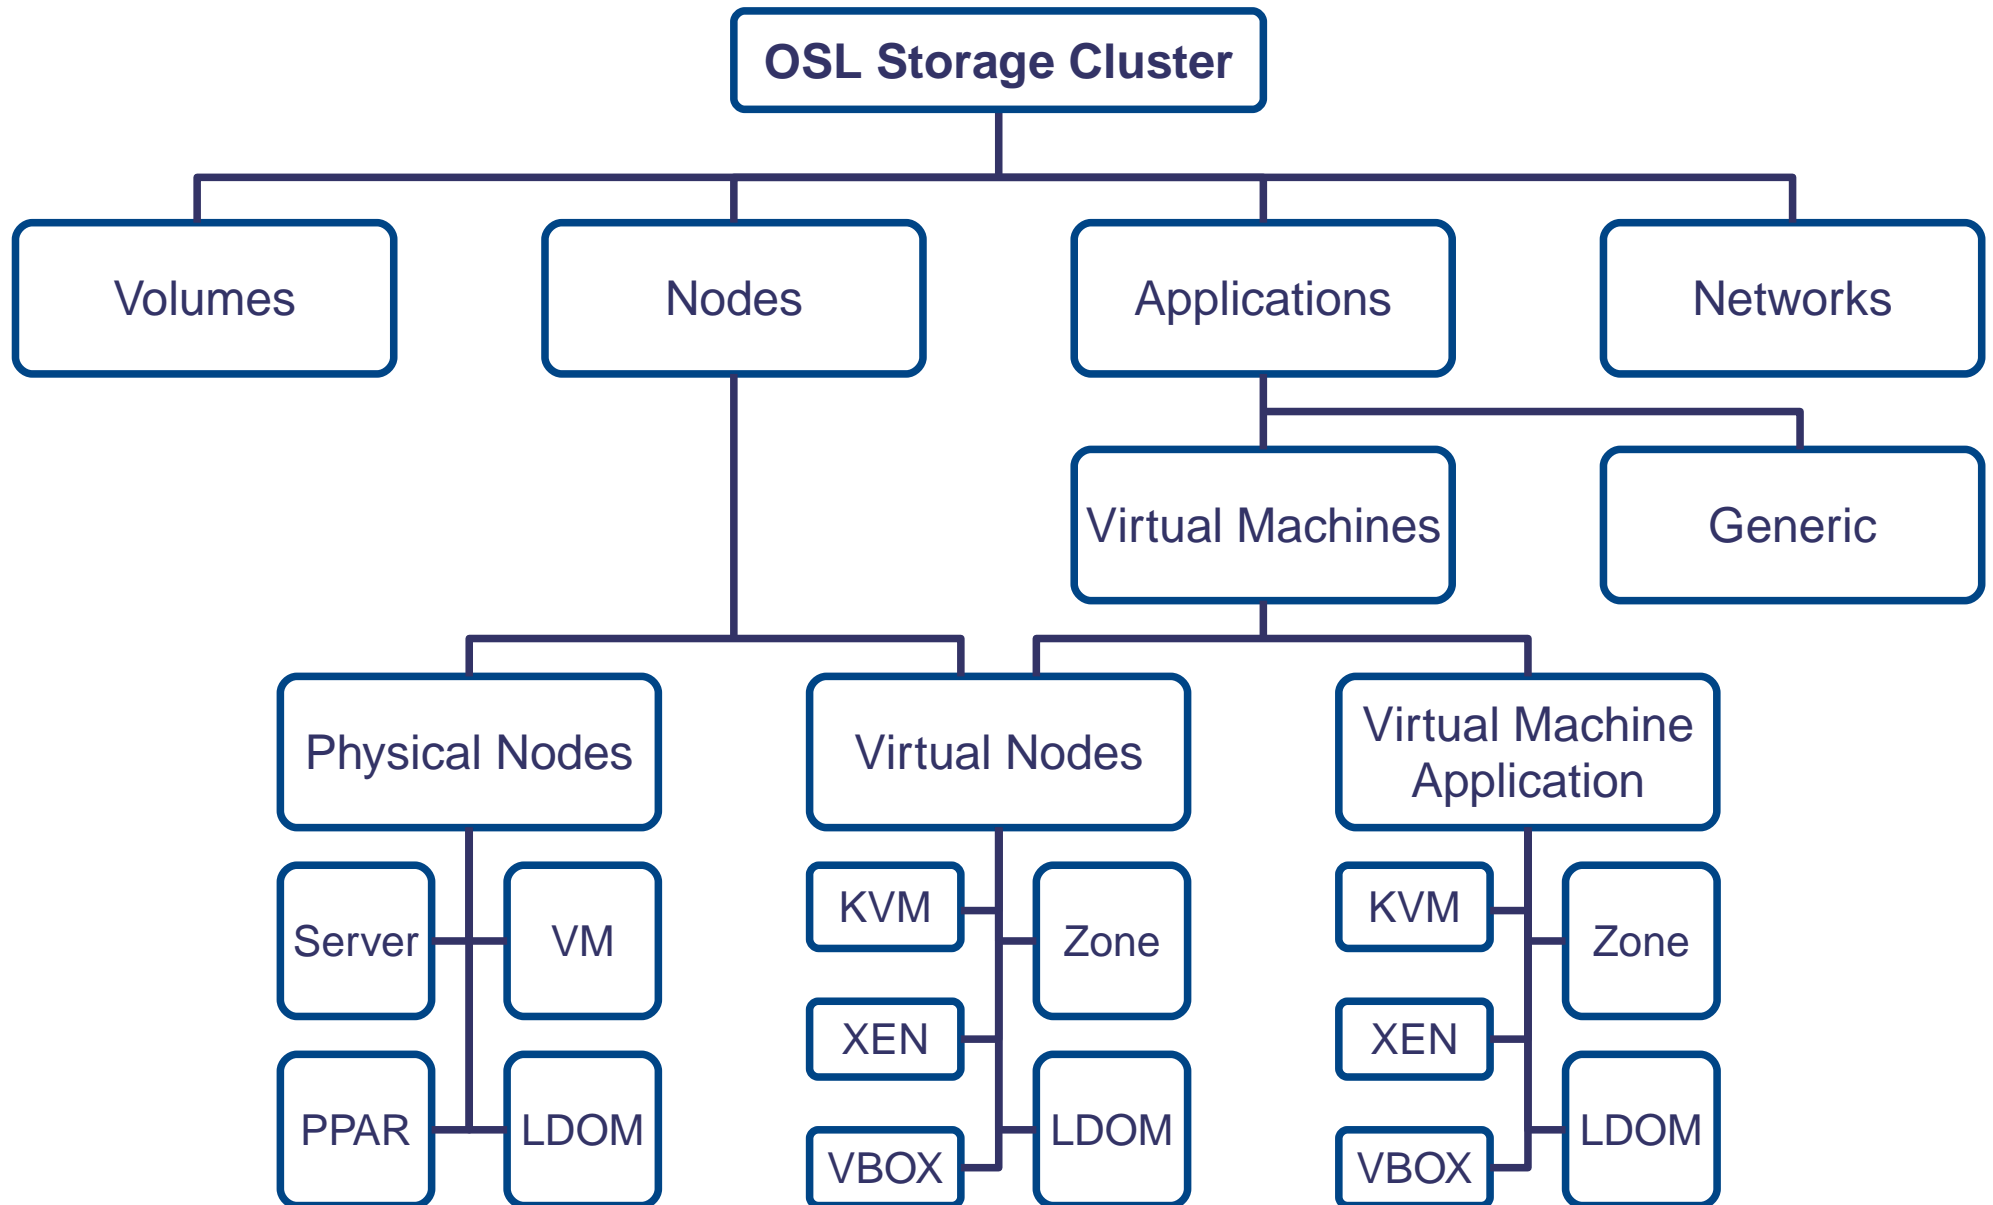 OSL Storage Cluster
Volumes
Nodes
Applications
Networks
Virtual Machines
Generic
Physical Nodes
Virtual Nodes
Virtual Machine
Application
Server
VM
KVM
Zone
KVM
Zone
XEN
XEN
PPAR
LDOM
VBOX
LDOM
VBOX
LDOM